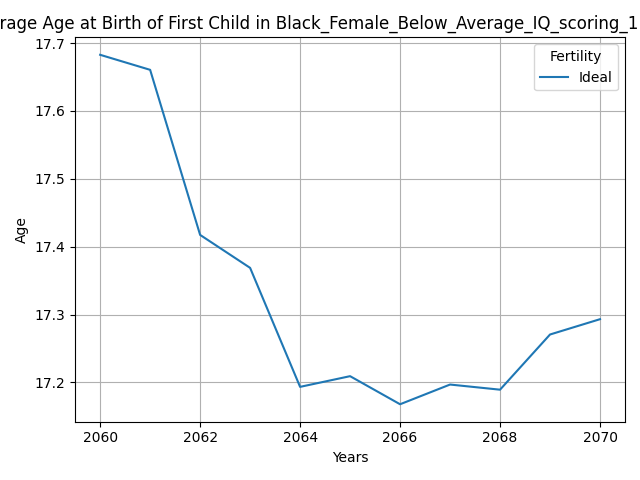 rage Age at Birth of First Child in Black_Female_Below_Average_IQ_scoring_1
17.7
17.6
17.5
17.4
17.3
17.2
Age
Fertility
Ideal
2060 2062 2064 2066 2068 2070
Years